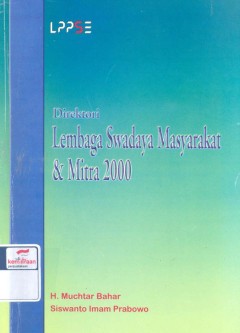 LPPSE
Direktori
Lembaga Swadaya Masyarakat
& Mitra 2000
H. Muchtar Bahar
Siswanto Imam Prabowo